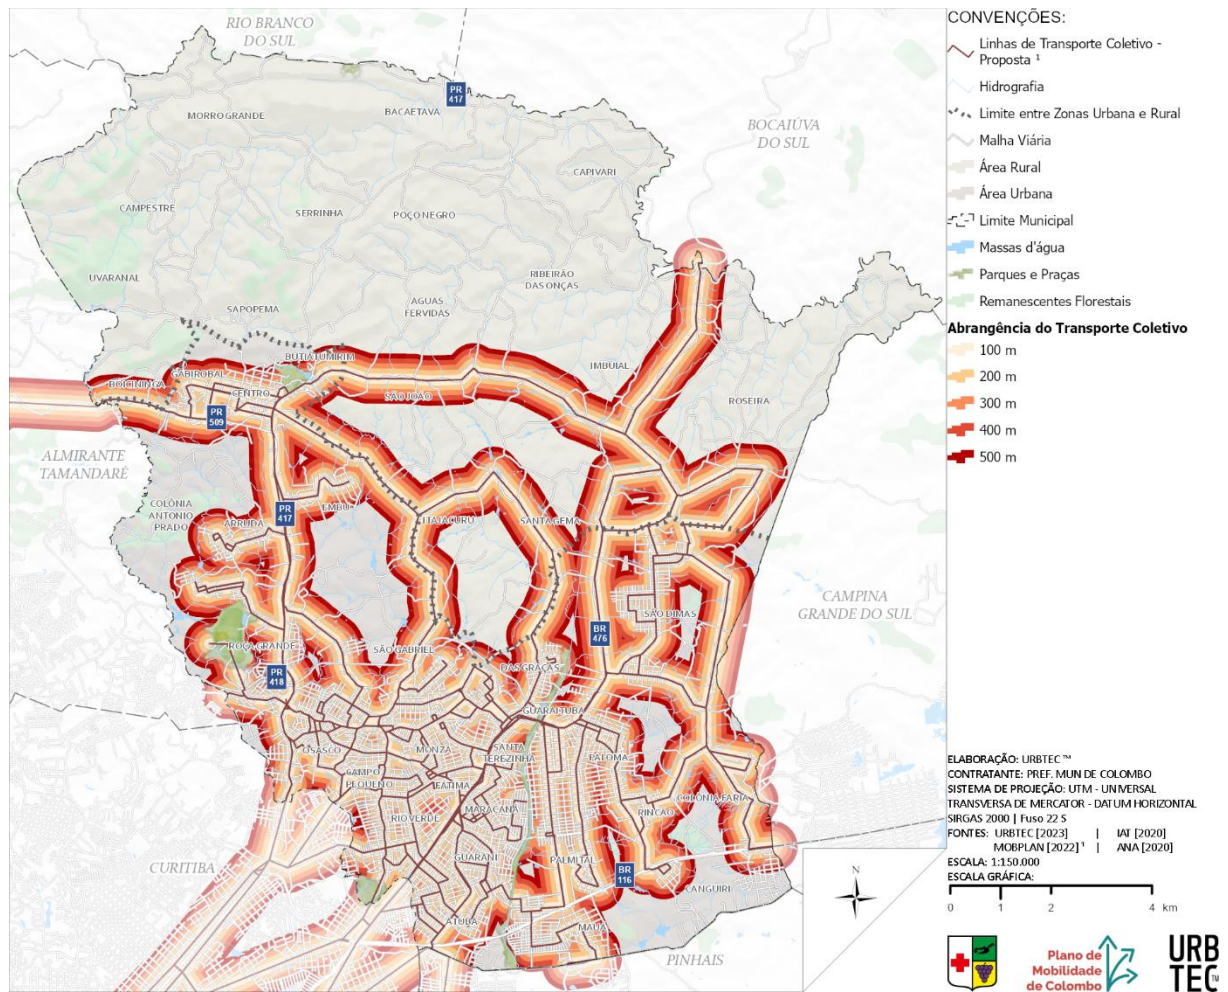 RIO BRANCO
DO SUL
PR
417
MORRO GRANDE
BACAETAVA
BOCAIÚVA
DO SUL
CAPIVARI
CAMPESTRE
SERRINHA
POÇO NEGRO
UVARANAL
RIBEIRÃO
DAS ONÇAS
SAPOPEMA
AGUAS
FERVIDAS
BUTIATUMIRIM
IMBUIAL
BOICININGA
GABIROBAL
CENTRO
SÃO JOÃO
ROSEIRA
PR
509
ALMIRANTE
TAMANDARÉ
COLÔNIA
ANTONIO
PRADO
ARRUDA
PR
417
EMBU
ITAJACURU
SANTA GEMA
CAMPINA
GRANDE DO SUL
SÃO DIMAS
BR
476
ROÇA GRANDE
SÃO GABRIEL
DAS GRAÇAS
PR
418
GUARAITUBA
OSASCO
MONZA
SANTA
TEREZINHA
PALOMA
CAMPO
PEQUENO
FATIMA
MARACANÃ
COLONIA FARIA
RIO VERDE
RINCÃO
CURITIBA
GUARANI
PALMITAL
BR
116
CANGUIRI
ATUBA
MAUÁ
PINHAIS
N
CONVENÇÕES:
Linhas de Transporte Coletivo -
Proposta ¹
Hidrografia
Limite entre Zonas Urbana e Rural
Malha Viária
Área Rural
Área Urbana
Limite Municipal
Massas d'água
Parques e Praças
Remanescentes Florestais
Abrangência do Transporte Coletivo
100 m
200 m
300 m
400 m
500 m
ELABORAÇÃO: URBTEC ™
CONTRATANTE: PREF. MUN DE COLOMBO
SISTEMA DE PROJEÇÃO: UTM - UNIVERSAL
TRANSVERSA DE MERCATOR - DATUM HORIZONTAL
SIRGAS 2000 | Fuso 22 S
FONTES: URBTEC [2023] | IAT [2020]
MOBPLAN [2022]¹ | ANA [2020]
ESCALA: 1:150.000
ESCALA GRÁFICA:
0 1 2 4 km
Plano de
Mobilidade
de Colombo
URB
TEC™